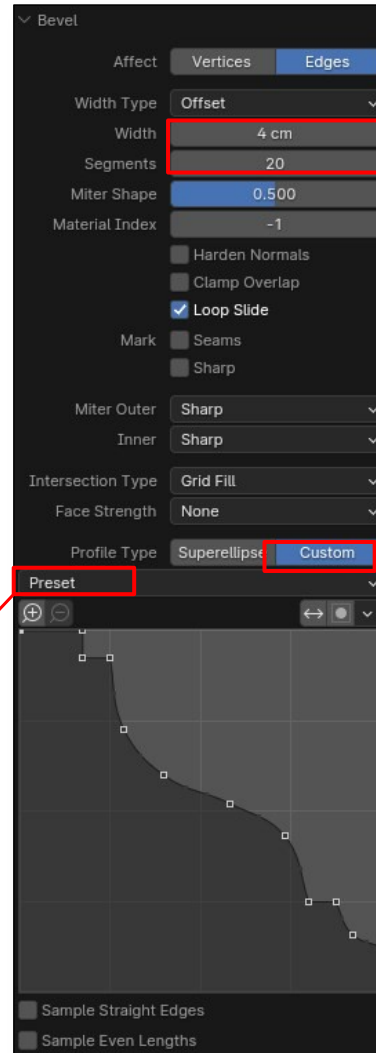 Bevel
Affect Vertices Edges
Width Type Offset
Width 4 cm
Segments 20
Miter Shape 0.500
Material Index -1
Harden Normals
Clamp Overlap
Loop Slide
Mark Seams
Sharp
Miter Outer Sharp
Inner Sharp
Intersection Type Grid Fill
Face Strength None
Profile Type Superellipse Custom
Preset
Sample Straight Edges
Sample Even Lengths